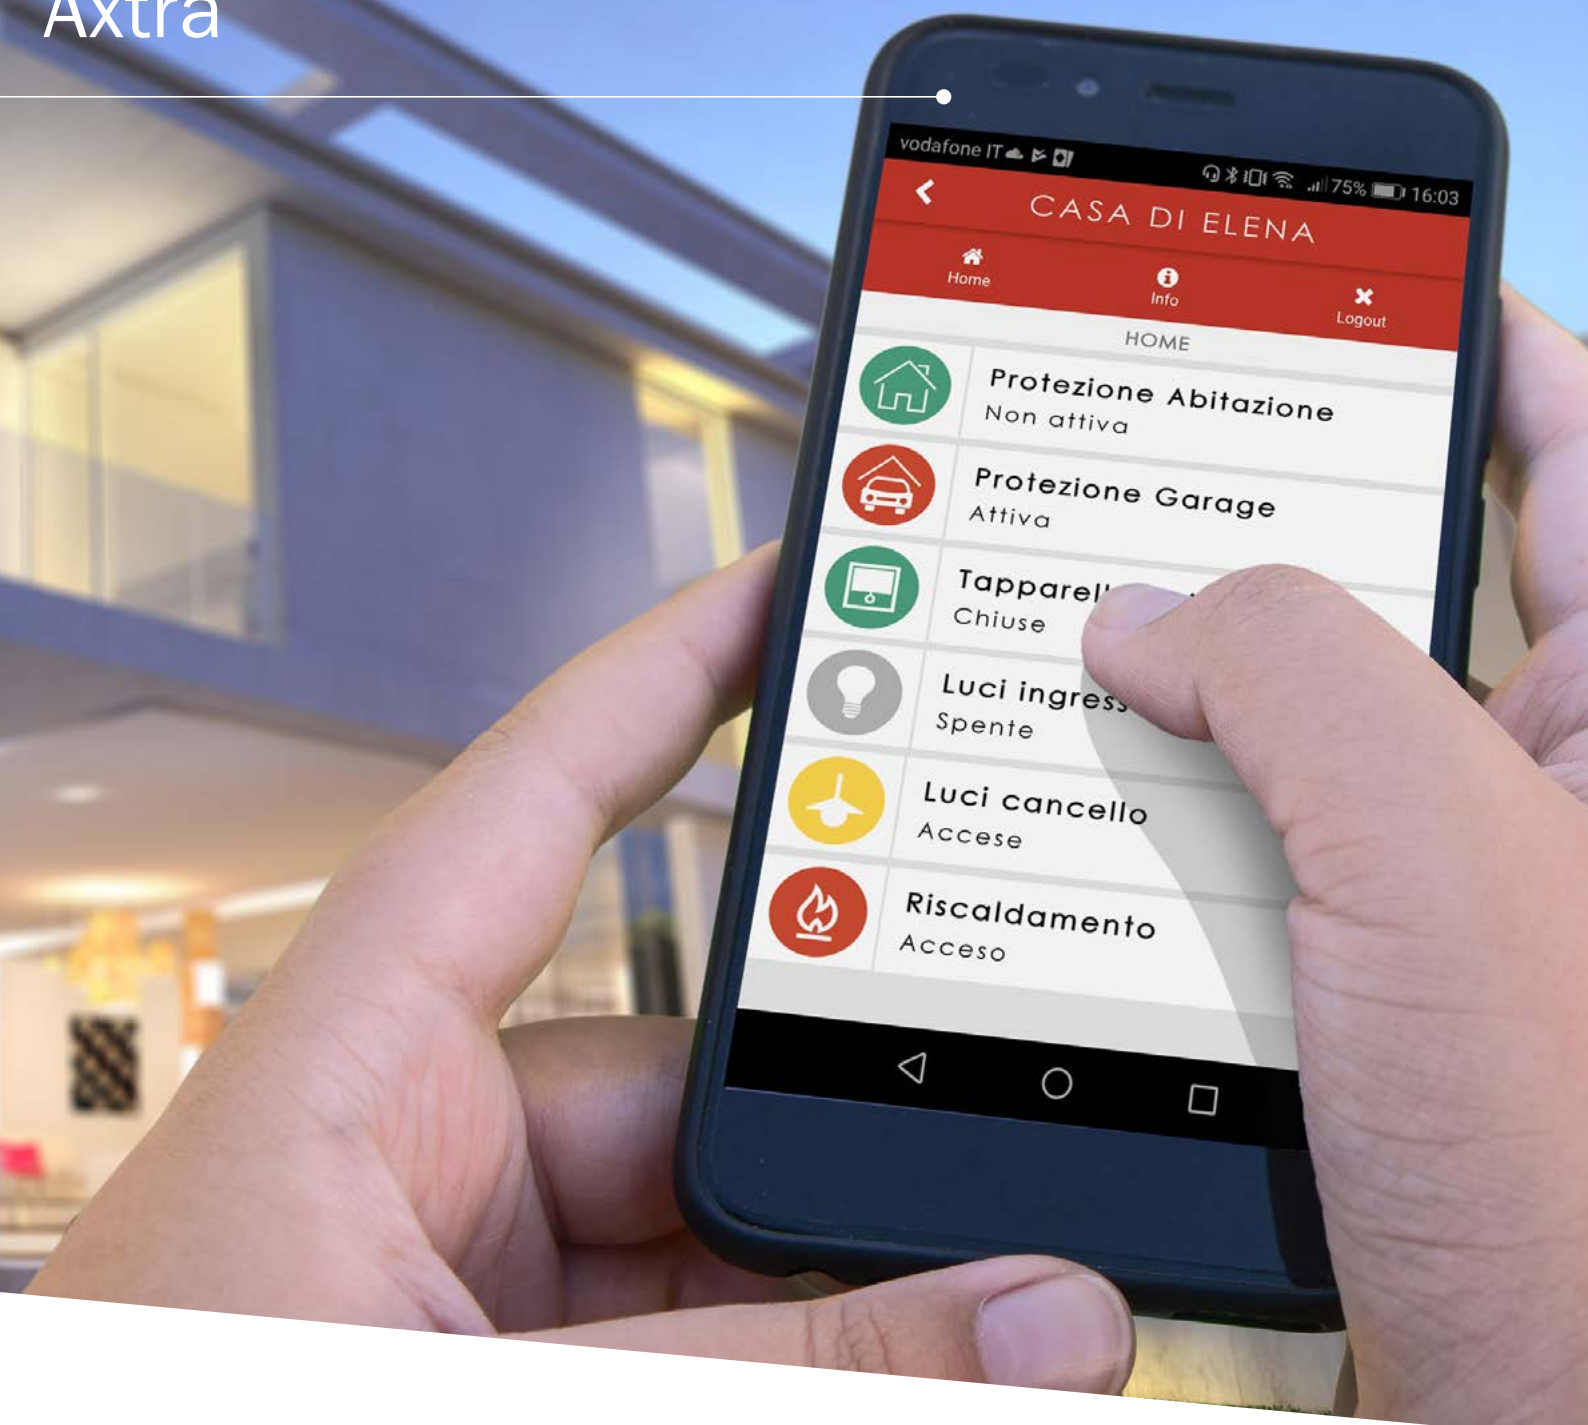 Axtra
vodafone IT
75% 16:03
CASA DI ELENA
Home
Info
Logout
HOME
Protezione Abitazione
Non attiva
Protezione Garage
Attiva
Chiuse
Luci
Spente
Luci cancello
Accese
Riscaldamento
Acceso